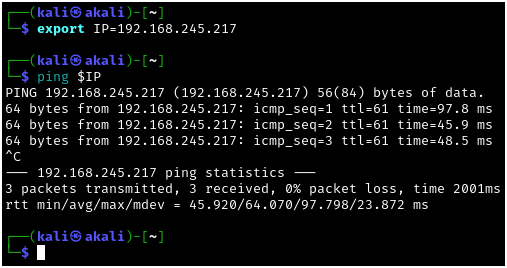 ┌──(kali㉿akali)-[~]
└─$ export IP=192.168.245.217
┌──(kali㉿akali)-[~]
└─$ ping $IP
PING 192.168.245.217 (192.168.245.217) 56(84) bytes of data.
64 bytes from 192.168.245.217: icmp_seq=1 ttl=61 time=97.8 ms
64 bytes from 192.168.245.217: icmp_seq=2 ttl=61 time=45.9 ms
64 bytes from 192.168.245.217: icmp_seq=3 ttl=61 time=48.5 ms
^C
--- 192.168.245.217 ping statistics ---
3 packets transmitted, 3 received, 0% packet loss, time 2001ms
rtt min/avg/max/mdev = 45.920/64.070/97.798/23.872 ms
┌──(kali㉿akali)-[~]
└─$